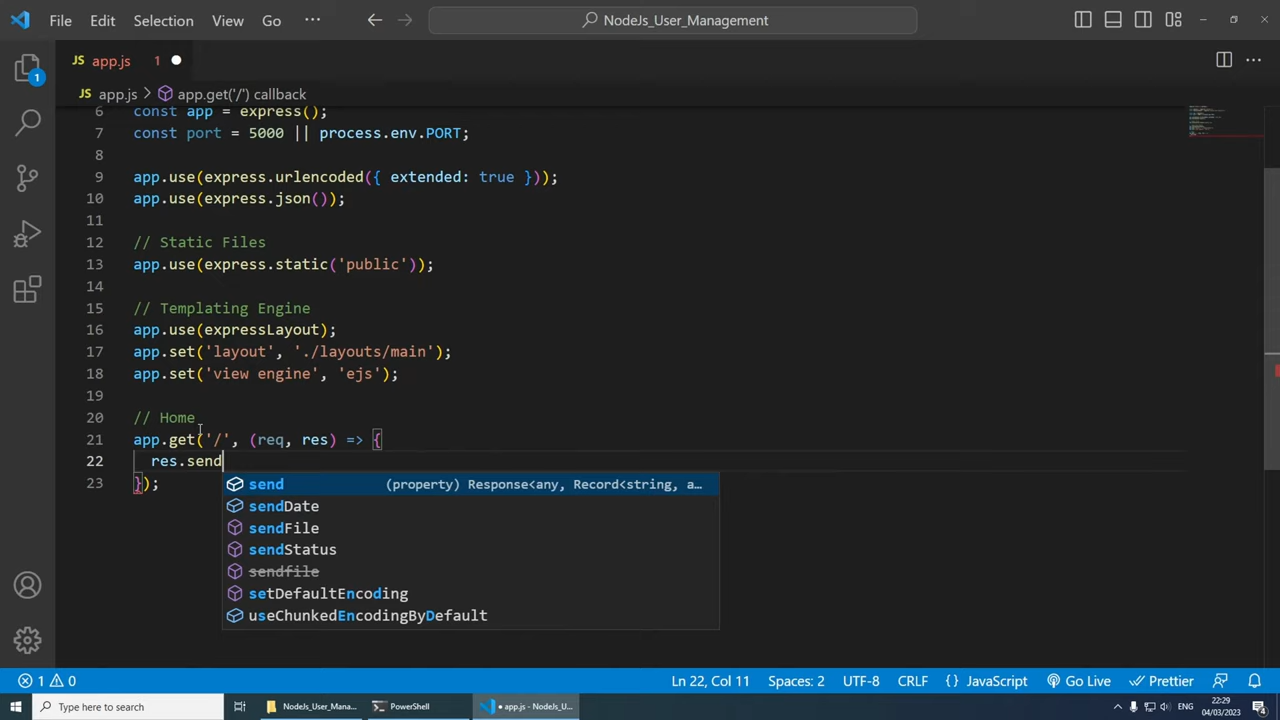 File Edit Selection View Go ··· NodeJs_User_Management
JS app.js 1
JS app.js > app.get('/') callback
6 const app = express();
7 const port = 5000 || process.env.PORT;
8
9 app.use(express.urlencoded({ extended: true }));
10 app.use(express.json());
11
12 // Static Files
13 app.use(express.static('public'));
14
15 // Templating Engine
16 app.use(expressLayout);
17 app.set('layout', './layouts/main');
18 app.set('view engine', 'ejs');
19
20 // Home
21 app.get('/', (req, res) => {
22 res.send
23 });
send (property) Response<any, Record<string, a…
sendDate
sendFile
sendStatus
sendfile
setDefaultEncoding
useChunkedEncodingByDefault
1
1 0 Ln 22, Col 11 Spaces: 2 UTF-8 CRLF {} JavaScript Go Live Prettier
Type here to search NodeJs_User_Mana... PowerShell app.js - NodeJs_U... 22:29
04/03/2023 4